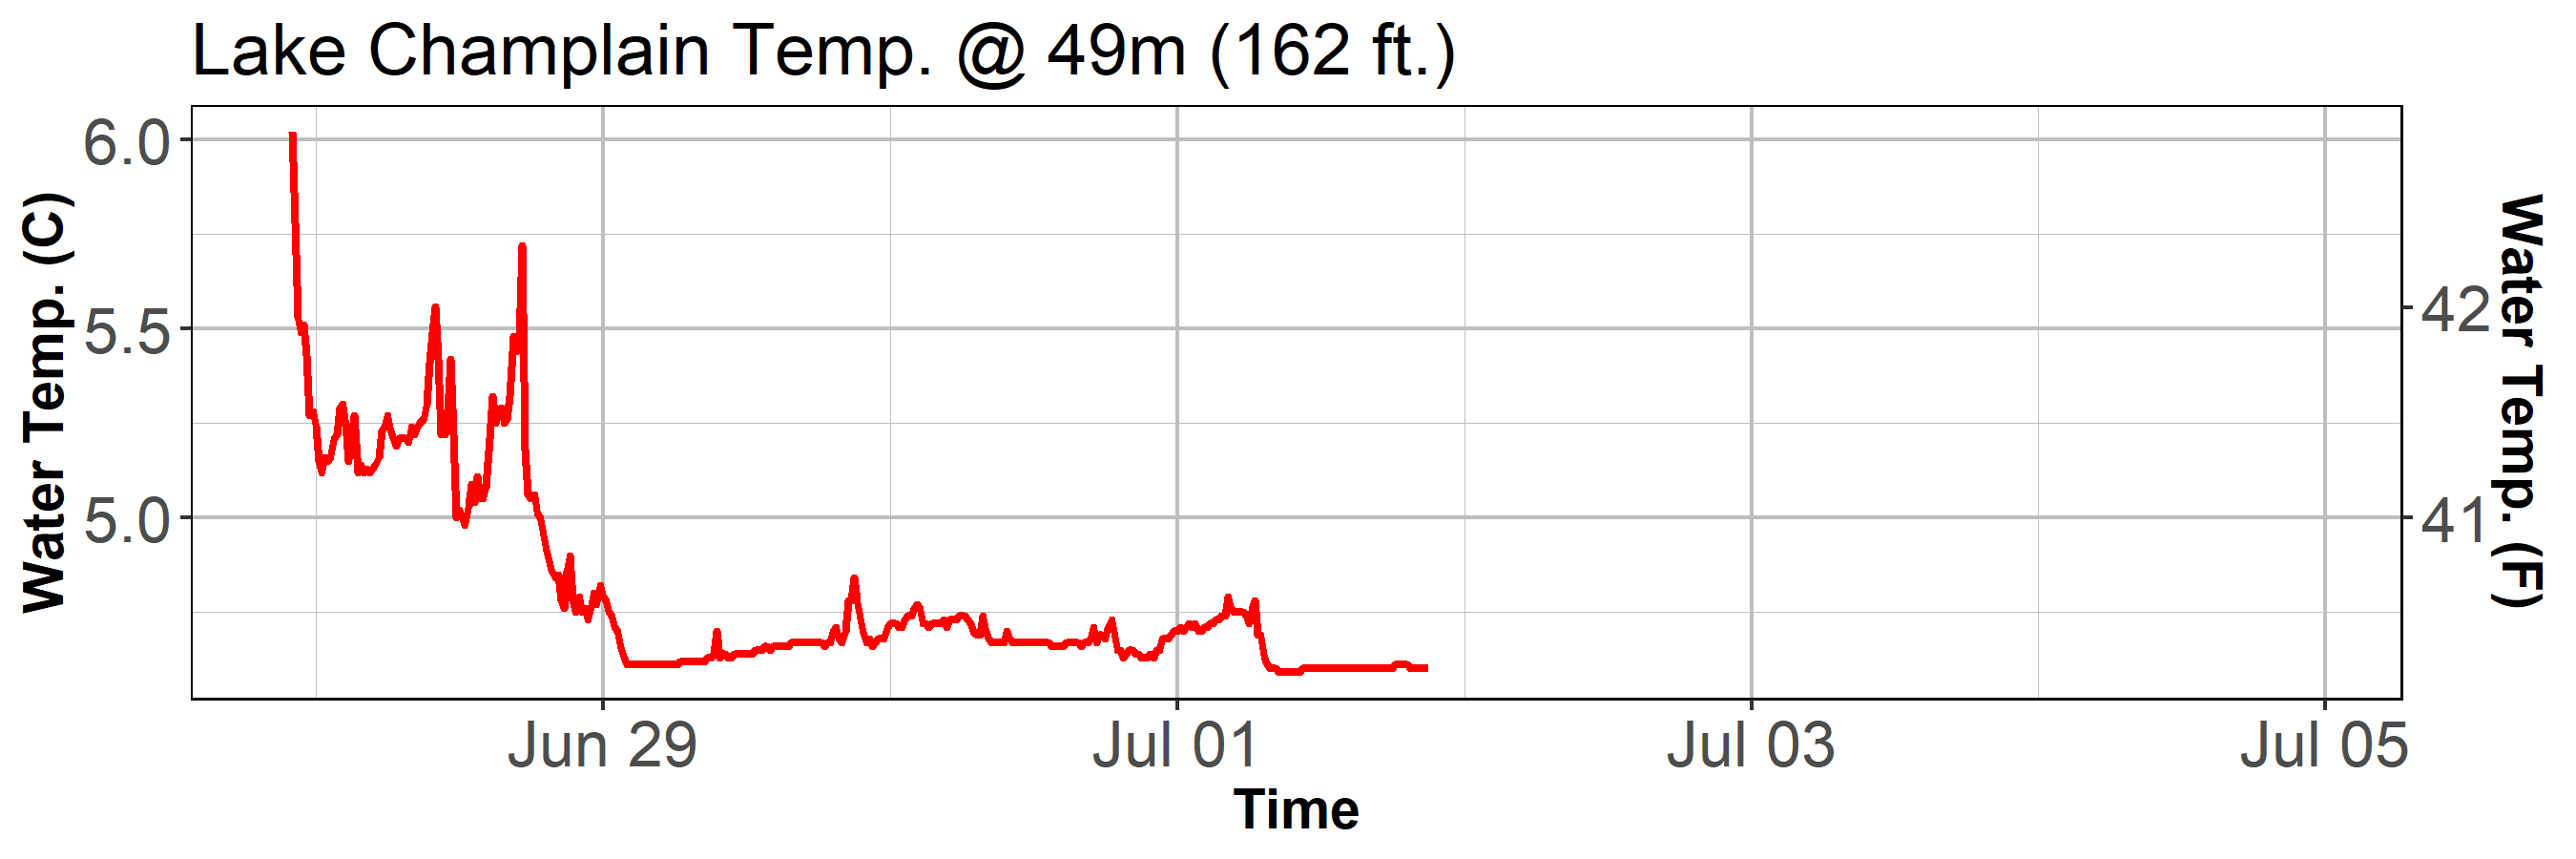 Lake Champlain Temp. @ 49m (162 ft.)
Water Temp. (C)
6.0
5.5
5.0
42
41
Water Temp. (F)
Jun 29 Jul 01 Jul 03 Jul 05
Time